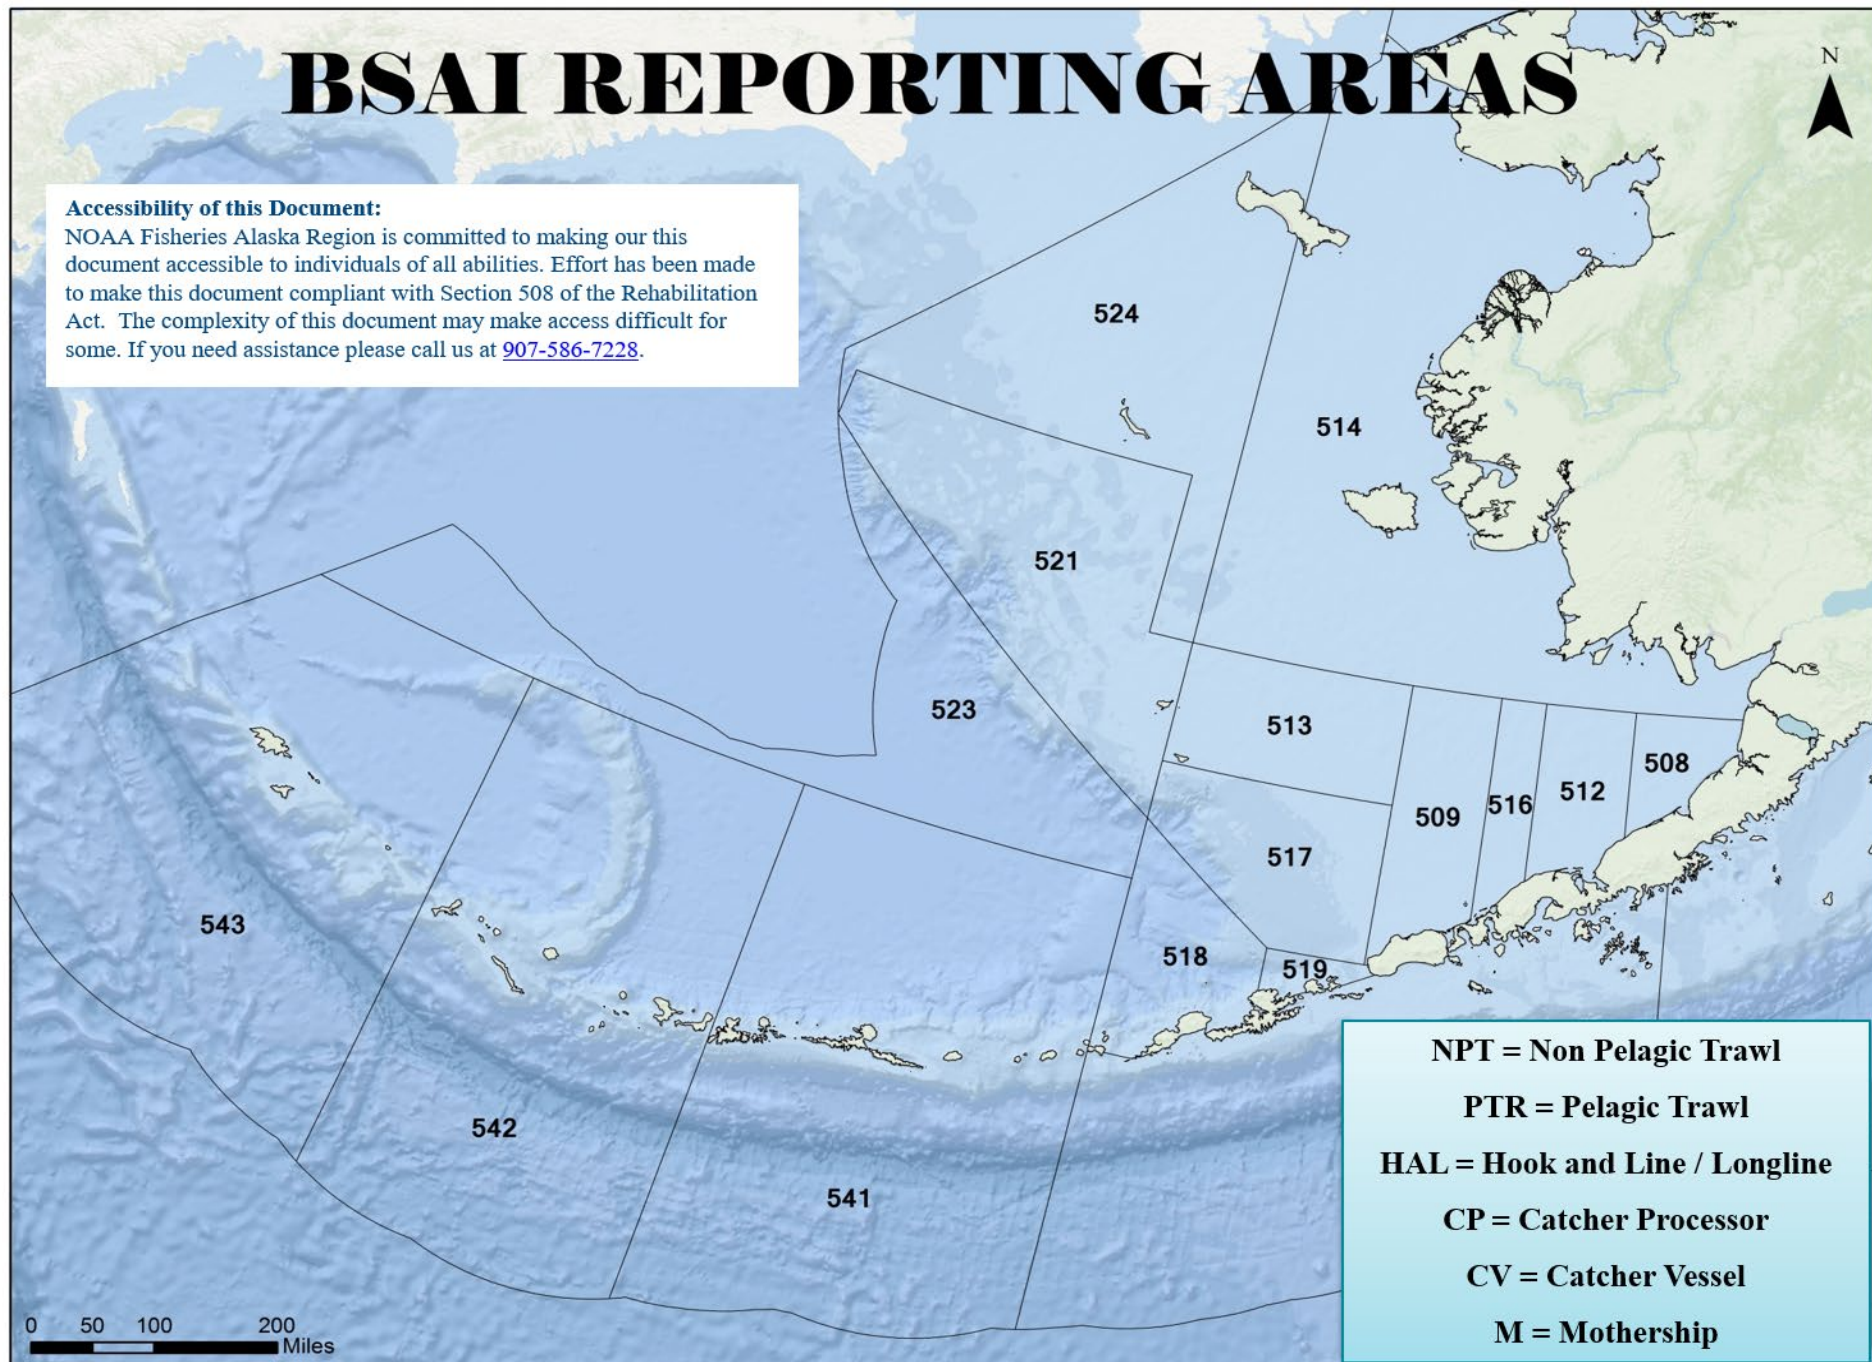 BSAI REPORTING AREAS
N
Accessibility of this Document:
NOAA Fisheries Alaska Region is committed to making our this
document accessible to individuals of all abilities. Effort has been made
to make this document compliant with Section 508 of the Rehabilitation
Act.  The complexity of this document may make access difficult for
some. If you need assistance please call us at 907-586-7228.
524
514
521
523
513
508
512
516
509
517
543
518
519
542
541
NPT = Non Pelagic Trawl
PTR = Pelagic Trawl
HAL = Hook and Line / Longline
CP = Catcher Processor
CV = Catcher Vessel
M = Mothership
0 50 100 200
Miles